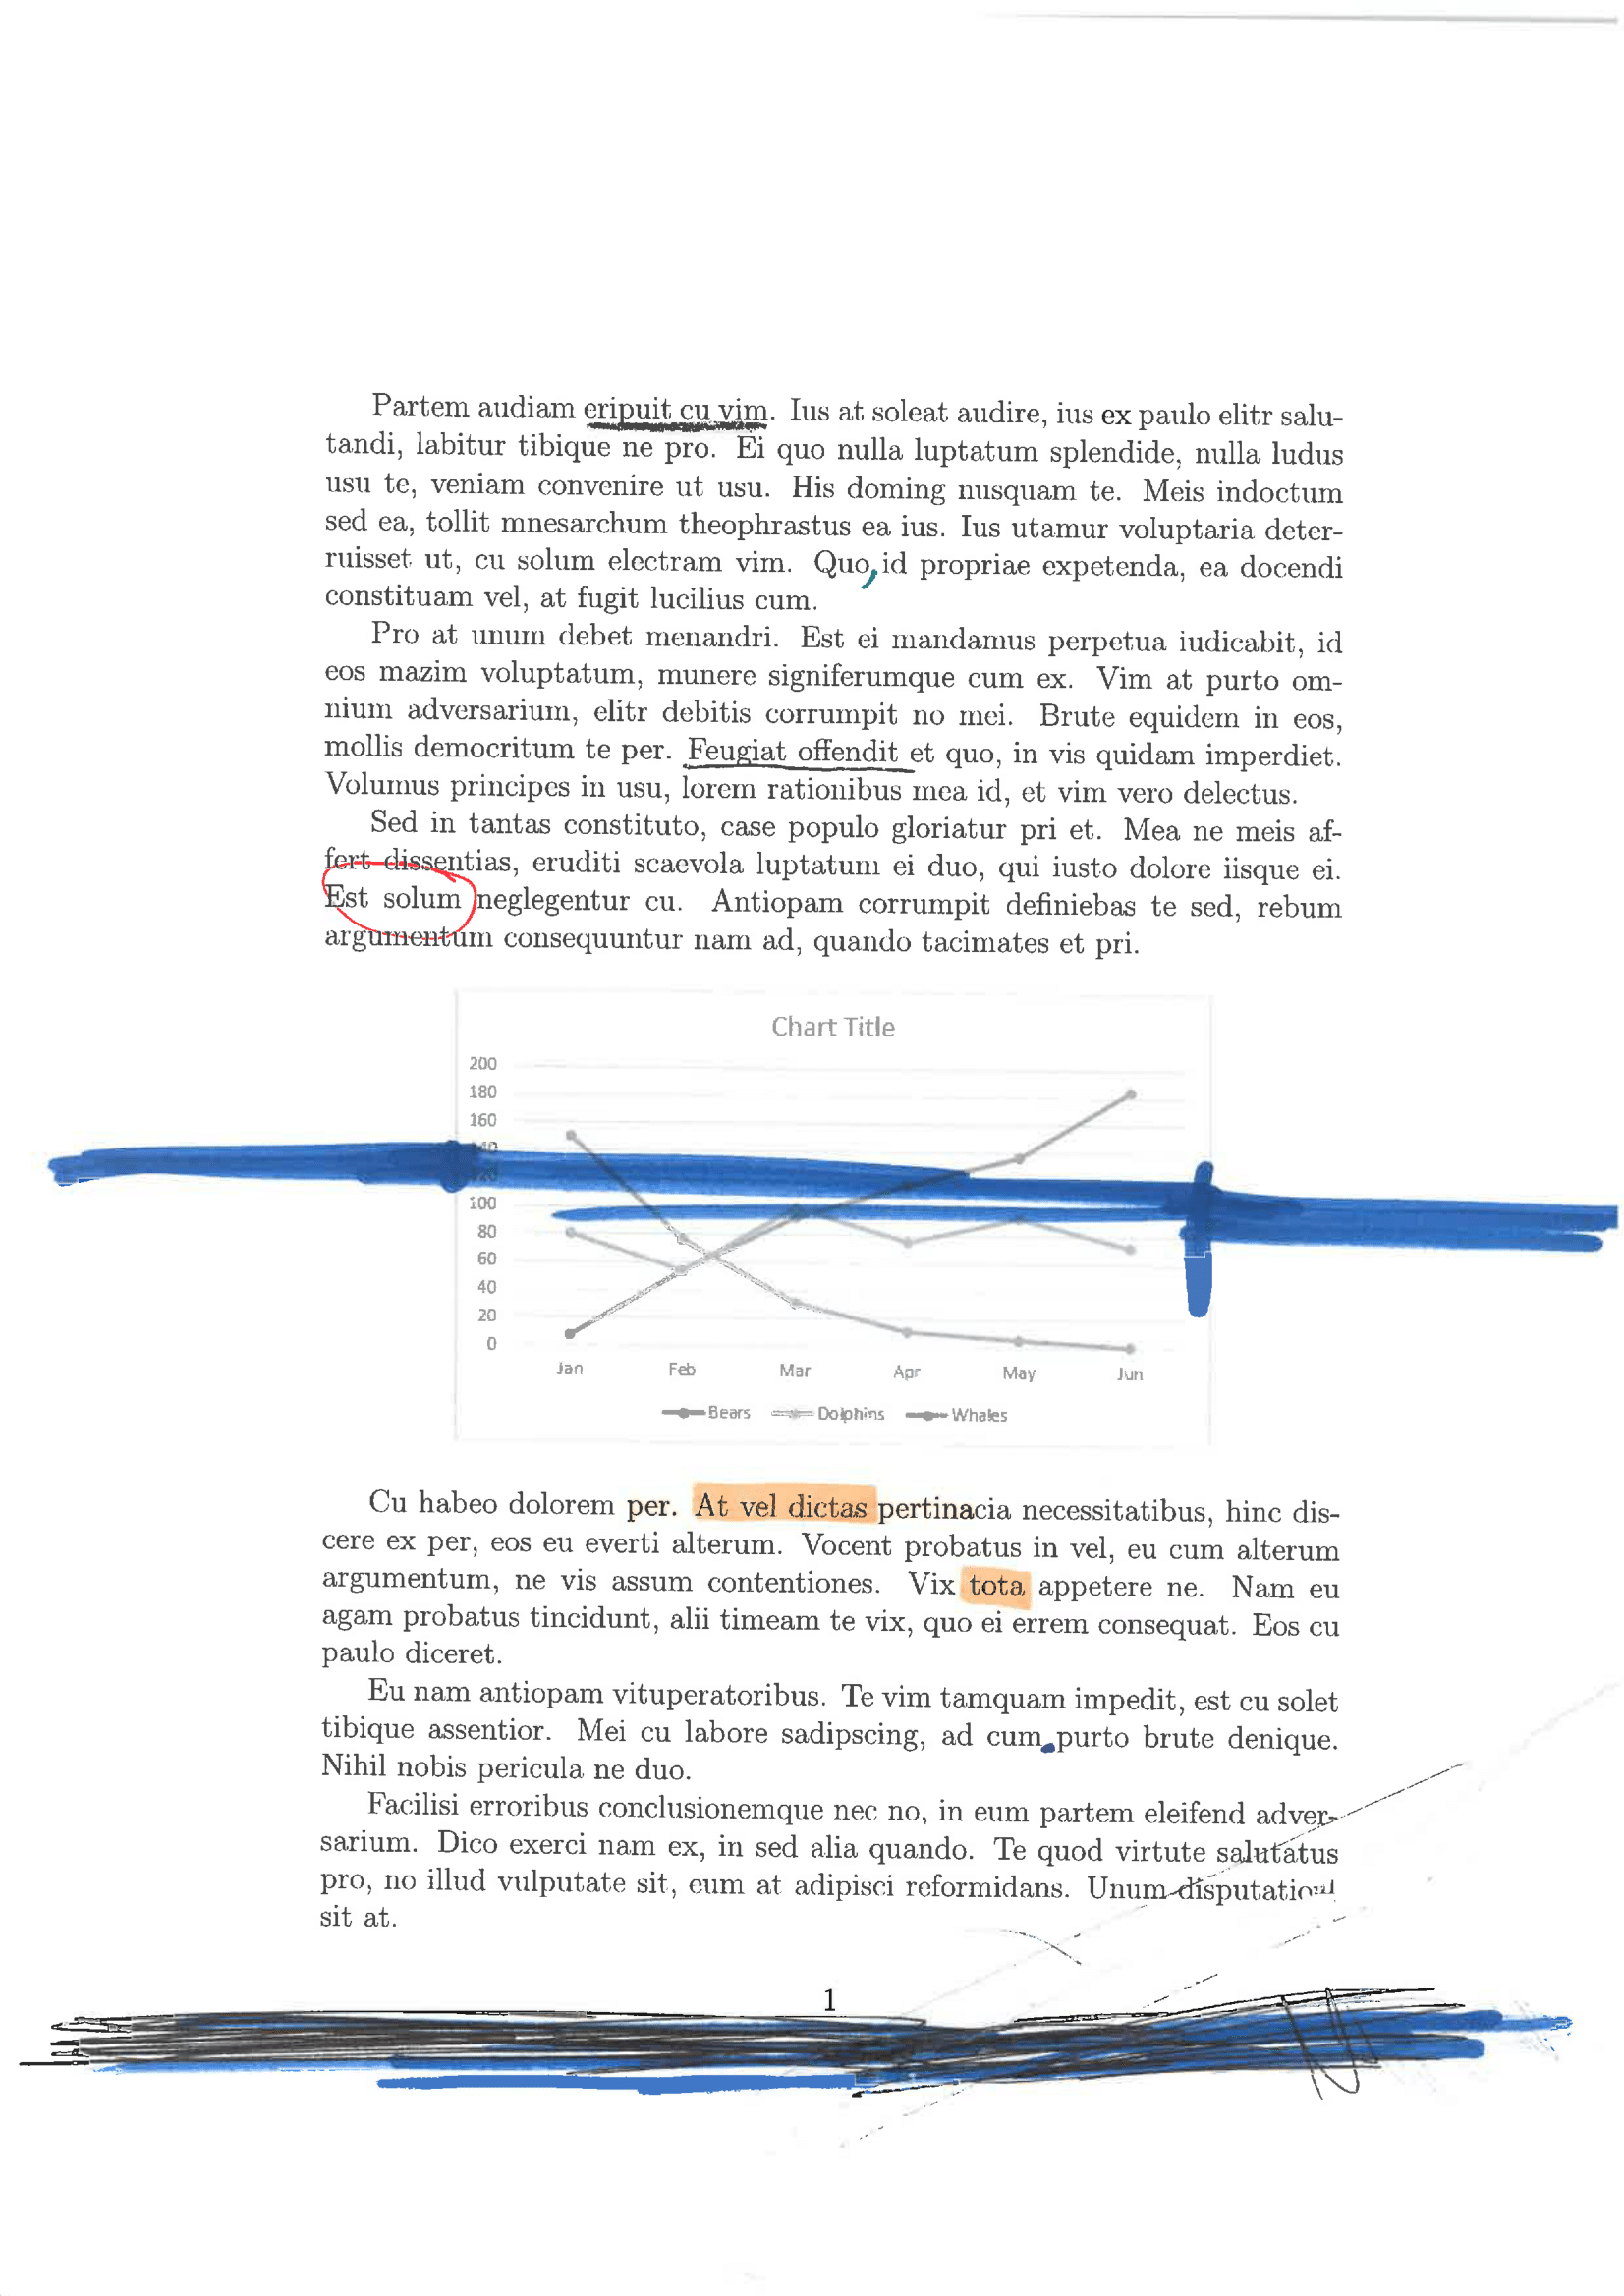 Partem audiam eripuit cu vim. Ius at soleat audire, ius ex paulo elitr salu-
tandi, labitur tibique ne pro. Ei quo nulla luptatum splendide, nulla ludus
usu te, veniam convenire ut usu. His doming nusquam te. Meis indoctum
sed ea, tollit mnesarchum theophrastus ea ius. Ius utamur voluptaria deter-
ruisset ut, cu solum electram vim. Quo, id propriae expetenda, ea docendi
constituam vel, at fugit lucilius cum.
Pro at unum debet menandri. Est ei mandamus perpetua iudicabit, id
eos mazim voluptatum, munere signiferumque cum ex. Vim at purto om-
nium adversarium, elitr debitis corrumpit no mei. Brute equidem in eos,
mollis democritum te per. Feugiat offendit et quo, in vis quidam imperdiet.
Volumus principes in usu, lorem rationibus mea id, et vim vero delectus.
Sed in tantas constituto, case populo gloriatur pri et. Mea ne meis af-
fert dissentias, eruditi scaevola luptatum ei duo, qui iusto dolore iisque ei.
Est solum neglegentur cu. Antiopam corrumpit definiebas te sed, rebum
argumentum consequuntur nam ad, quando tacimates et pri.
Chart Title
200
180
160
100
80
60
40
20
0
Jan Feb Mar Apr May Jun
Bears Dolphins Whales
Cu habeo dolorem per. At vel dictas pertinacia necessitatibus, hinc dis-
cere ex per, eos eu everti alterum. Vocent probatus in vel, eu cum alterum
argumentum, ne vis assum contentiones. Vix tota appetere ne. Nam eu
agam probatus tincidunt, alii timeam te vix, quo ei errem consequat. Eos cu
paulo diceret.
Eu nam antiopam vituperatoribus. Te vim tamquam impedit, est cu solet
tibique assentior. Mei cu labore sadipscing, ad cum purto brute denique.
Nihil nobis pericula ne duo.
Facilisi erroribus conclusionemque nec no, in eum partem eleifend adver-
sarium. Dico exerci nam ex, in sed alia quando. Te quod virtute salutatus
pro, no illud vulputate sit, eum at adipisci reformidans. Unum
sit at.
1